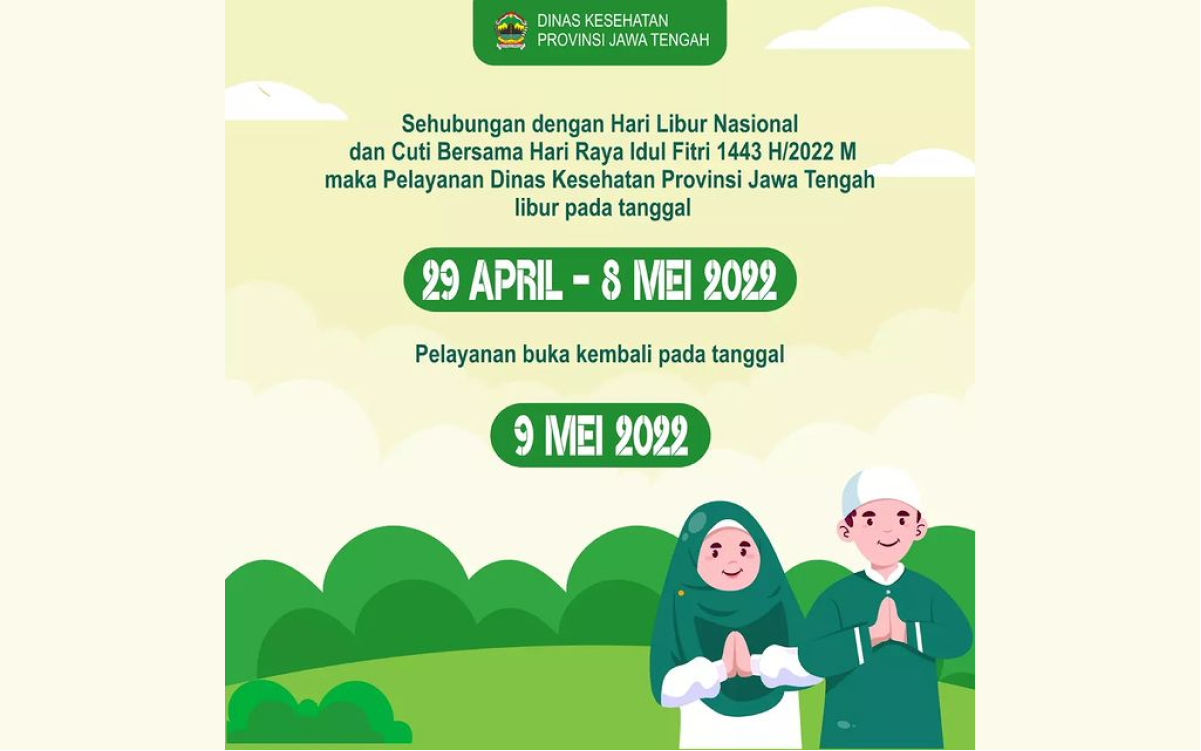 DINAS KESEHATAN
PROVINSI JAWA TENGAH
Sehubungan dengan Hari Libur Nasional
dan Cuti Bersama Hari Raya Idul Fitri 1443 H/2022 M
maka Pelayanan Dinas Kesehatan Provinsi Jawa Tengah
libur pada tanggal
29 APRIL - 8 MEI 2022
Pelayanan buka kembali pada tanggal
9 MEI 2022